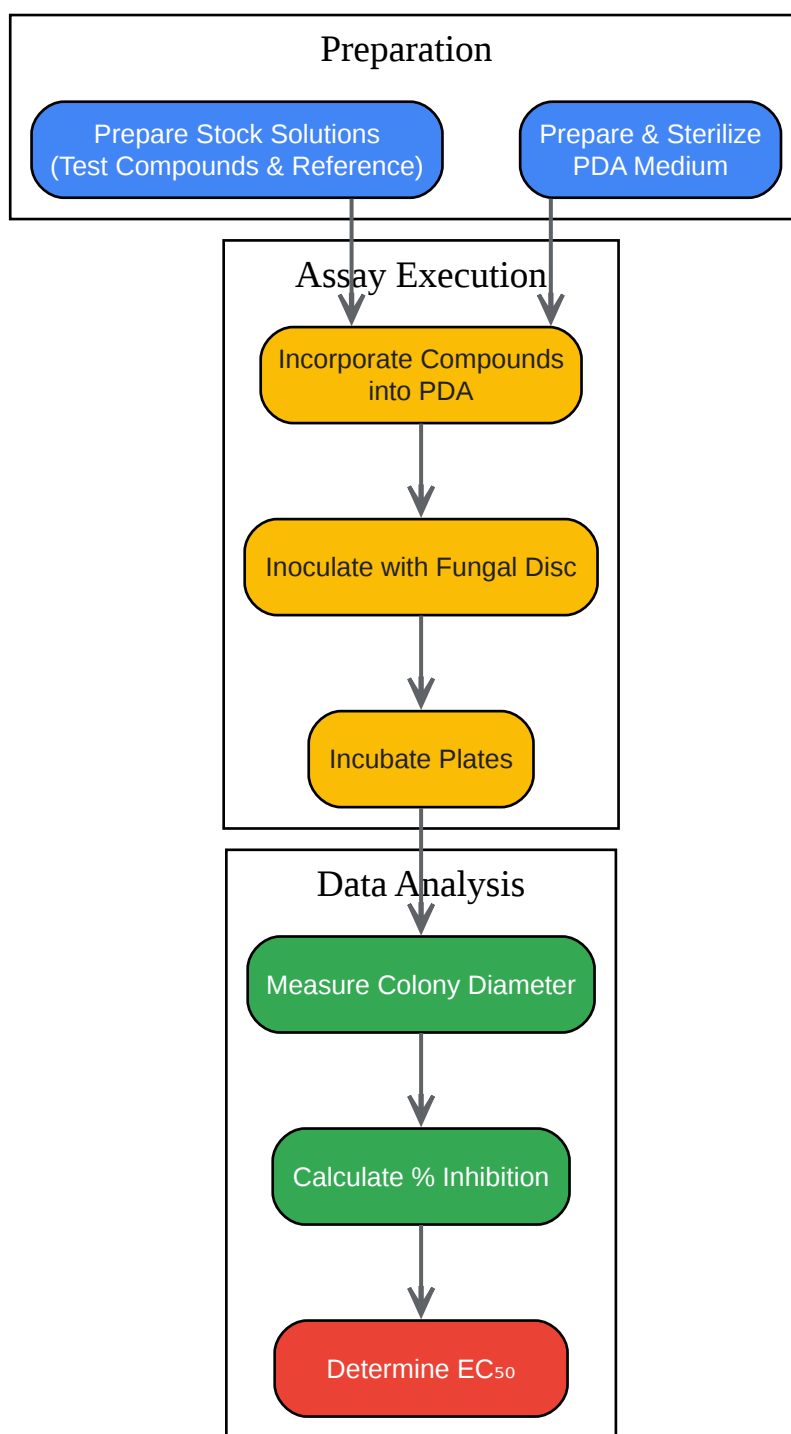 Preparation
Prepare Stock Solutions
(Test Compounds & Reference)
Prepare & Sterilize
PDA Medium
Assay Execution
Incorporate Compounds
into PDA
Inoculate with Fungal Disc
Incubate Plates
Data Analysis
Measure Colony Diameter
Calculate % Inhibition
Determine EC₅₀